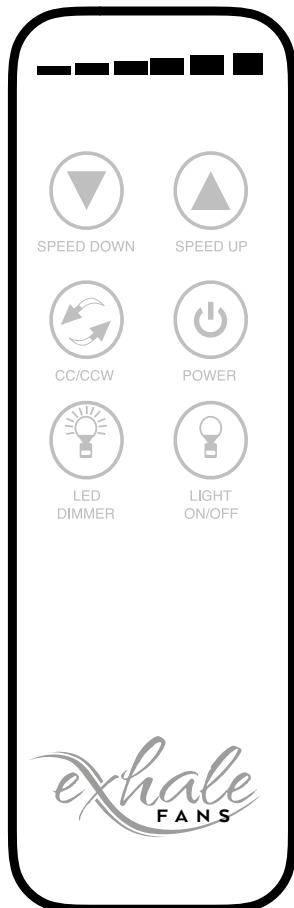 SPEED DOWN SPEED UP
CC/CCW POWER
LED LIGHT
DIMMER ON/OFF
exhale
FANS